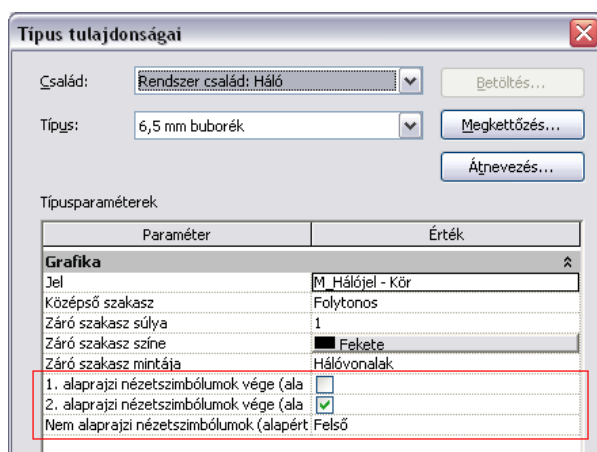 Típus tulajdonságai
Család: Rendszer család: Háló Betöltés...
Típus: 6,5 mm buborék Megkettőzés...
Átnevezés...
Típusparaméterek
Paraméter Érték
Grafika
Jel M_Hálójel - Kör
Középső szakasz Folytonos
Záró szakasz súlya 1
Záró szakasz színe Fekete
Záró szakasz mintája Hálóvonalak
1. alaprajzi nézetszimbólumok vége (ala
2. alaprajzi nézetszimbólumok vége (ala
Nem alaprajzi nézetszimbólumok (alapért Felső